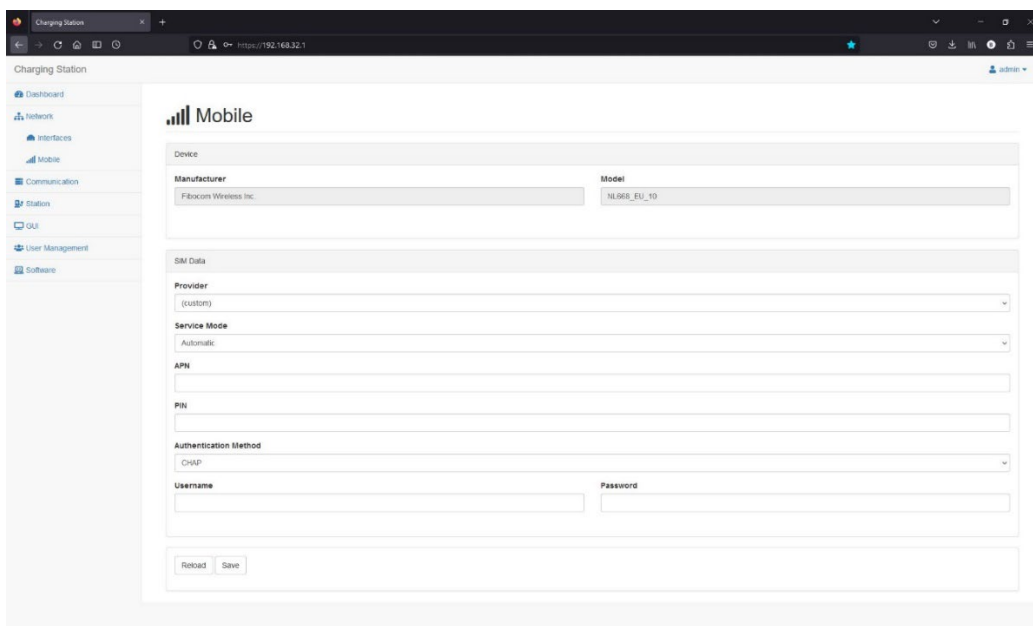 Charging Station
https://192.168.32.1
Charging Station
admin
Dashboard
Network
Interfaces
Mobile
Communication
Station
GUI
User Management
Software
Mobile
Device
Manufacturer
Model
Fibocom Wireless Inc.
NL668_EU_10
SIM Data
Provider
(custom)
Service Mode
Automatic
APN
PIN
Authentication Method
CHAP
Username
Password
Reload
Save